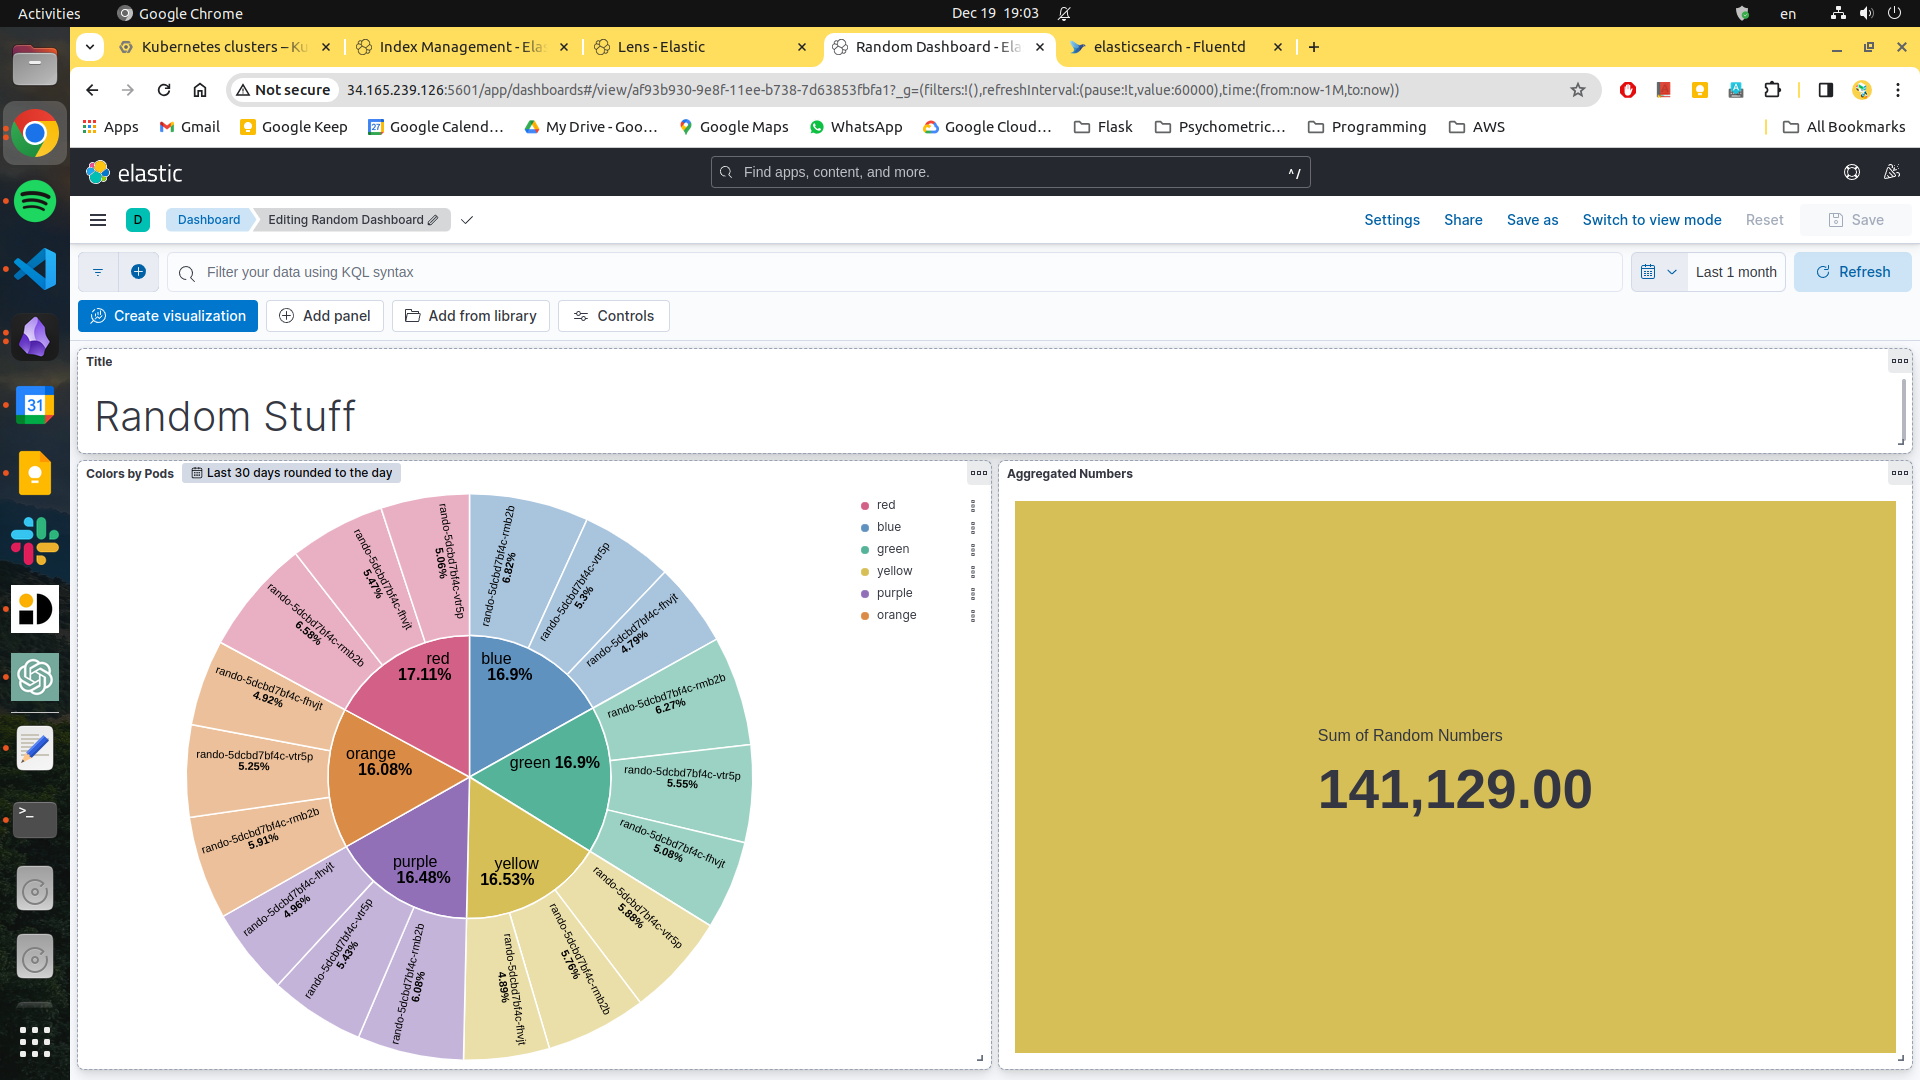 Activities
Google Chrome
Dec 19 19:03
en
Kubernetes clusters – Ku
Index Management - Elas
Lens - Elastic
Random Dashboard - Ela
elasticsearch - Fluentd
Not secure
34.165.239.126:5601/app/dashboards#/view/af93b930-9e8f-11ee-b738-7d63853fbfa1?_g=(filters:!(),refreshInterval:(pause:!t,value:60000),time:(from:now-1M,to:now))
Apps
Gmail
Google Keep
Google Calend…
My Drive - Goo…
Google Maps
WhatsApp
Google Cloud…
Flask
Psychometric…
Programming
AWS
All Bookmarks
elastic
Find apps, content, and more.
^/
D
Dashboard
Editing Random Dashboard
Settings
Share
Save as
Switch to view mode
Reset
Save
Filter your data using KQL syntax
Last 1 month
Refresh
Create visualization
Add panel
Add from library
Controls
Title
Random Stuff
Colors by Pods
Last 30 days rounded to the day
red
blue
green
yellow
purple
orange
red
17.11%
blue
16.9%
green 16.9%
yellow
16.53%
purple
16.48%
orange
16.08%
rando-5dcbd7bf4c-rmb2b
6.82%
rando-5dcbd7bf4c-vtr5p
5.3%
rando-5dcbd7bf4c-fhvjt
4.79%
rando-5dcbd7bf4c-rmb2b
6.27%
rando-5dcbd7bf4c-vtr5p
5.55%
rando-5dcbd7bf4c-fhvjt
5.08%
rando-5dcbd7bf4c-vtr5p
5.88%
rando-5dcbd7bf4c-rmb2b
5.76%
rando-5dcbd7bf4c-fhvjt
4.89%
rando-5dcbd7bf4c-rmb2b
6.08%
rando-5dcbd7bf4c-vtr5p
5.43%
rando-5dcbd7bf4c-fhvjt
4.96%
rando-5dcbd7bf4c-rmb2b
5.91%
rando-5dcbd7bf4c-vtr5p
5.25%
rando-5dcbd7bf4c-fhvjt
4.92%
rando-5dcbd7bf4c-rmb2b
6.58%
rando-5dcbd7bf4c-fhvjt
5.47%
rando-5dcbd7bf4c-vtr5p
5.06%
Aggregated Numbers
Sum of Random Numbers
141,129.00
31